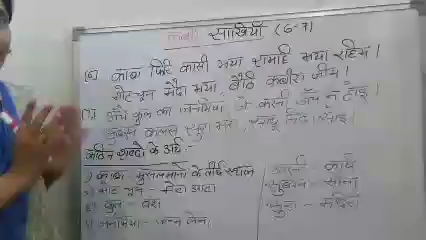 साखियाँ (6-7)
[6] काबा फिरि कासी भया रामहिं भया रहीम ।
मोट चून मैदा भया, बैठि कबीरा जीम ।
[7] ऊँचे कुल का जनमिया, जे करनी ऊँच न होइ ।
सुबरन कलस सुरा भरा, साधू निंदा सोइ ।
कठिन शब्दों के अर्थ-
1) काबा - मुसलमानों के तीर्थ स्थान
2) मोट चून - मोटा आटा
3) कुल - वंश
4) जनमिया - जन्म लेना
करनी - कार्य
सुबरन - सोना
सुरा - मदिरा